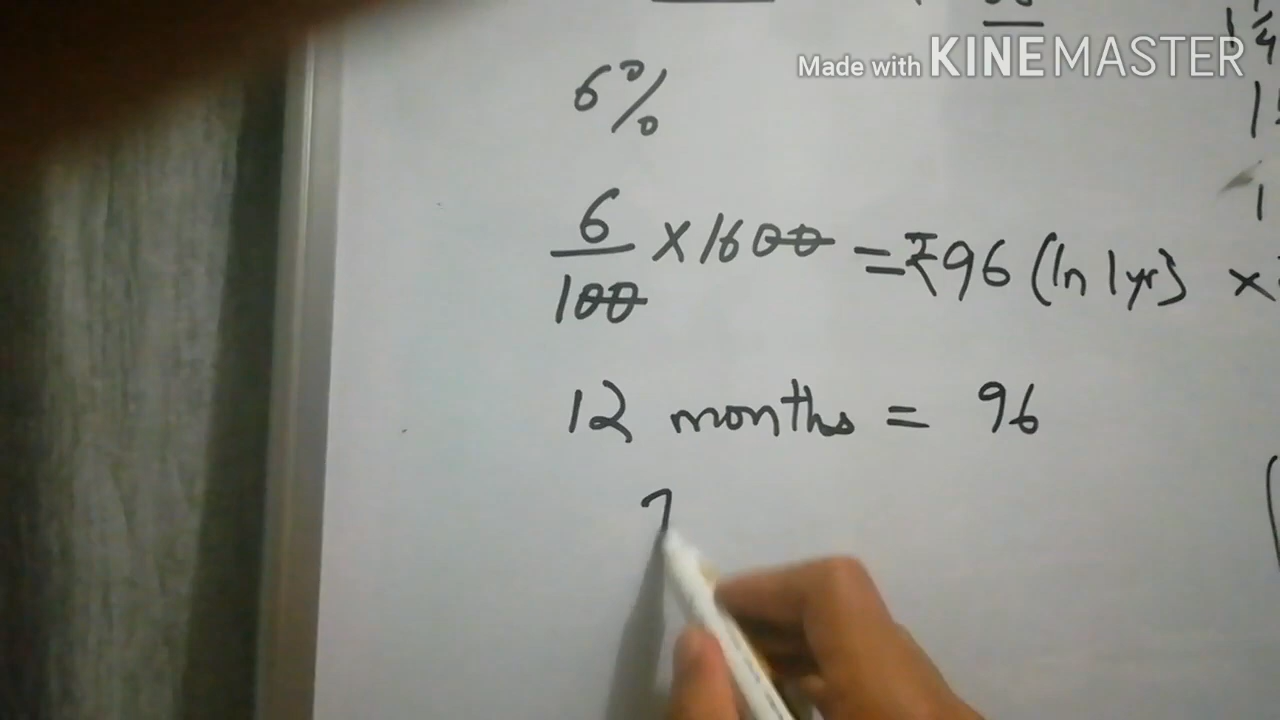 Made with KINEMASTER
6%
6/100 × 1600 = ₹96 (In 1yr) ×
12 months = 96
7